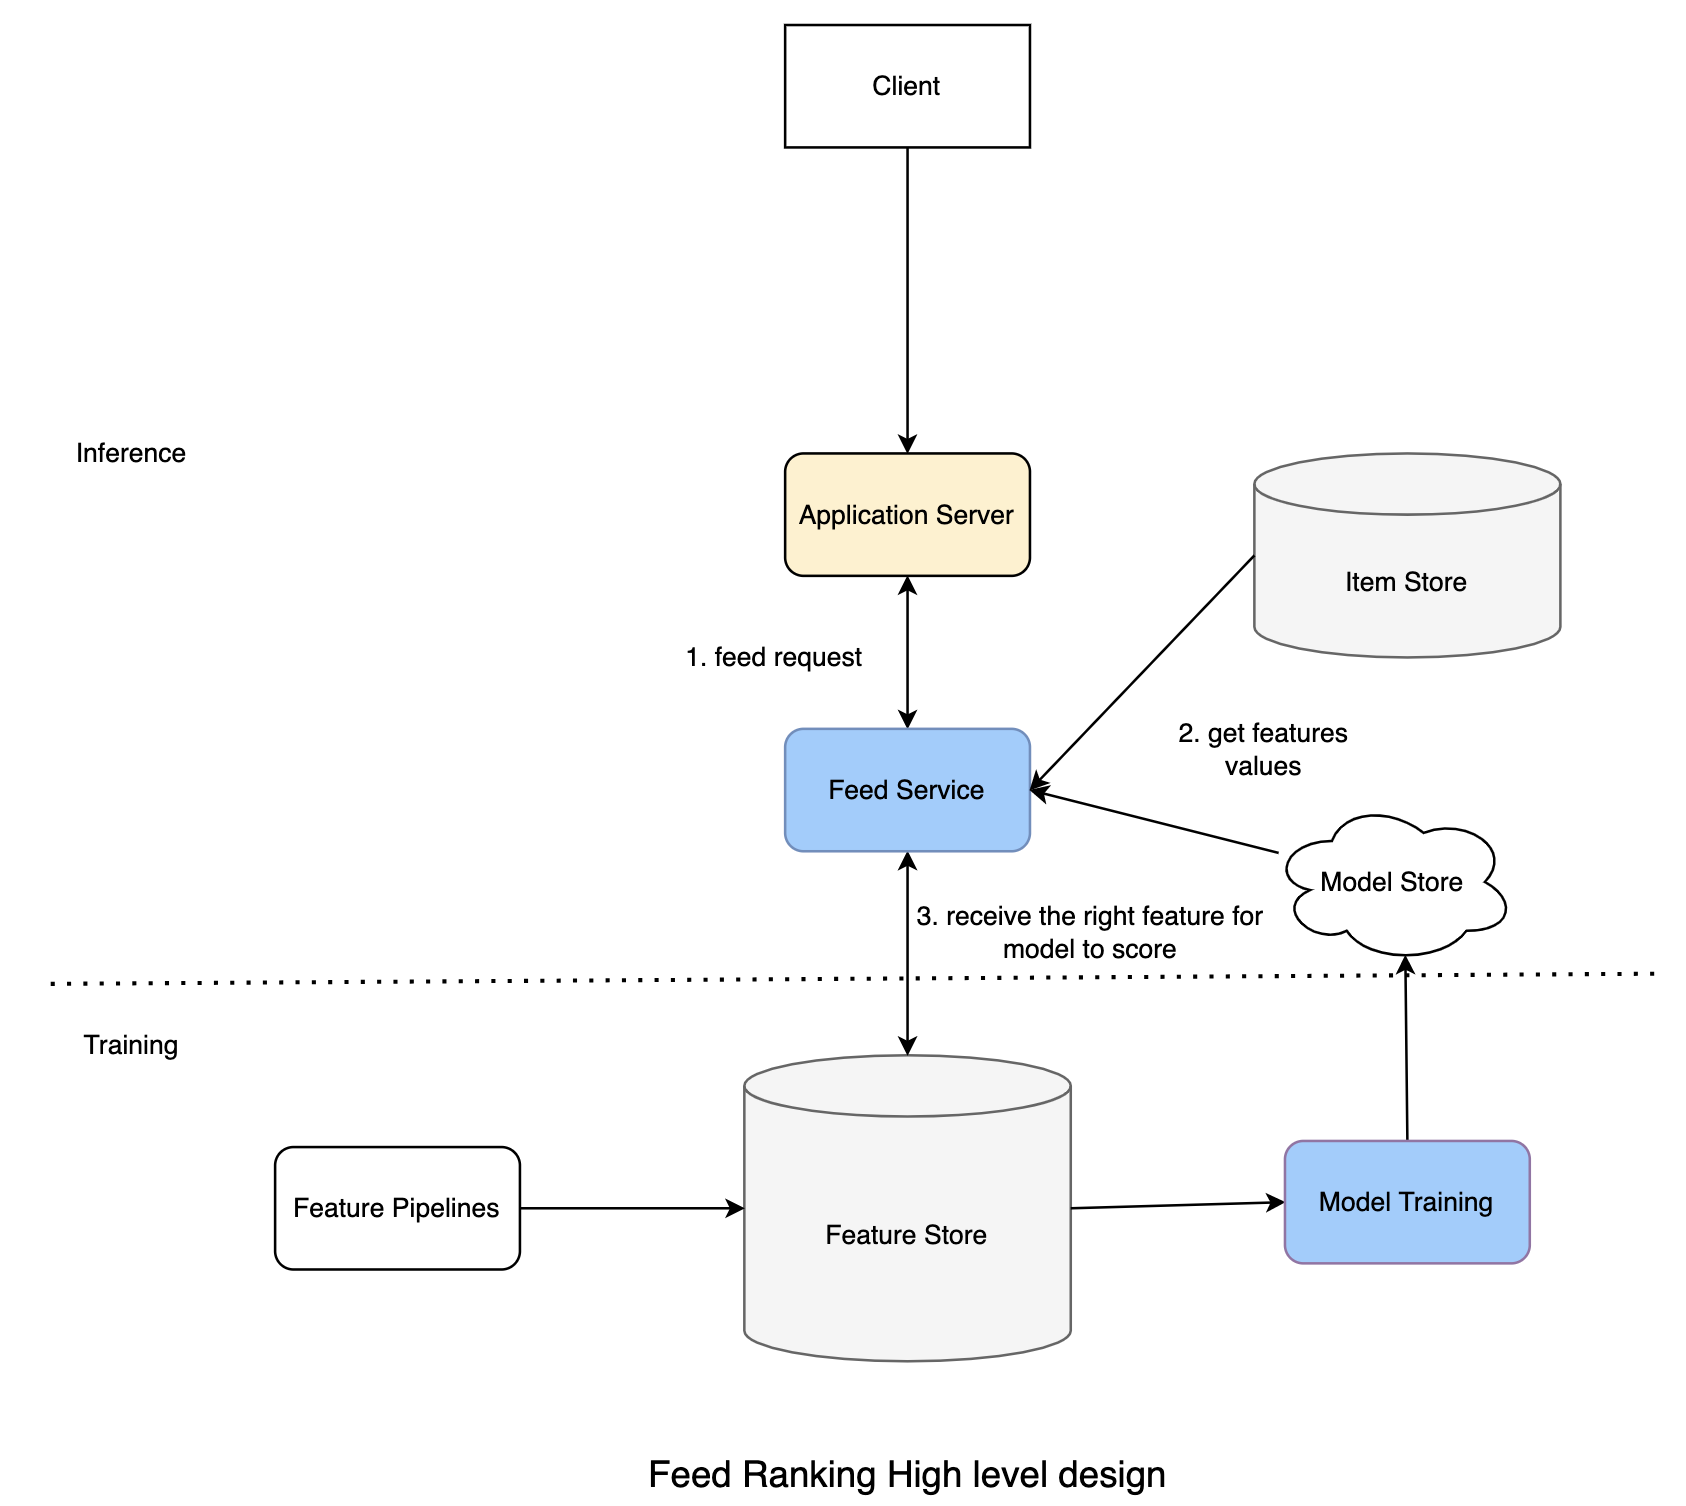 Client
Inference
Application Server
Item Store
1. feed request
2. get features
values
Feed Service
Model Store
3. receive the right feature for
model to score
Training
Feature Pipelines
Feature Store
Model Training
Feed Ranking High level design